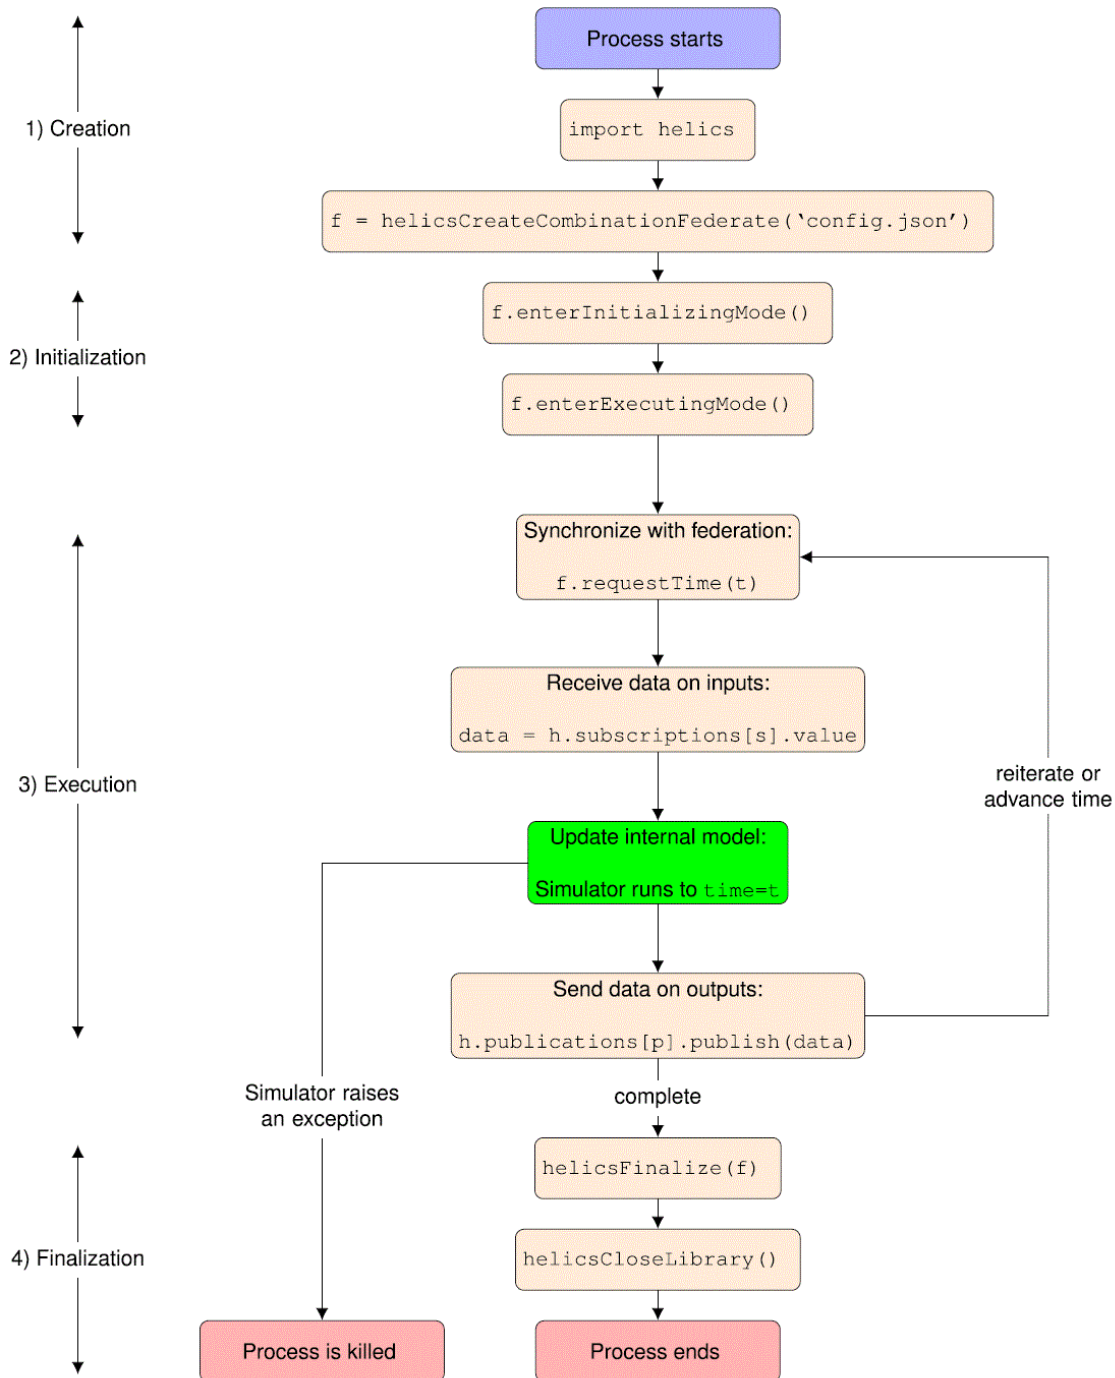 Process starts
1) Creation
import helics
f = helicsCreateCombinationFederate(‘config.json’)
f.enterInitializingMode()
2) Initialization
f.enterExecutingMode()
Synchronize with federation:
f.requestTime(t)
Receive data on inputs:
data = h.subscriptions[s].value
3) Execution
reiterate or
advance time
Update internal model:
Simulator runs to time=t
Send data on outputs:
h.publications[p].publish(data)
Simulator raises
an exception
complete
helicsFinalize(f)
4) Finalization
helicsCloseLibrary()
Process is killed
Process ends